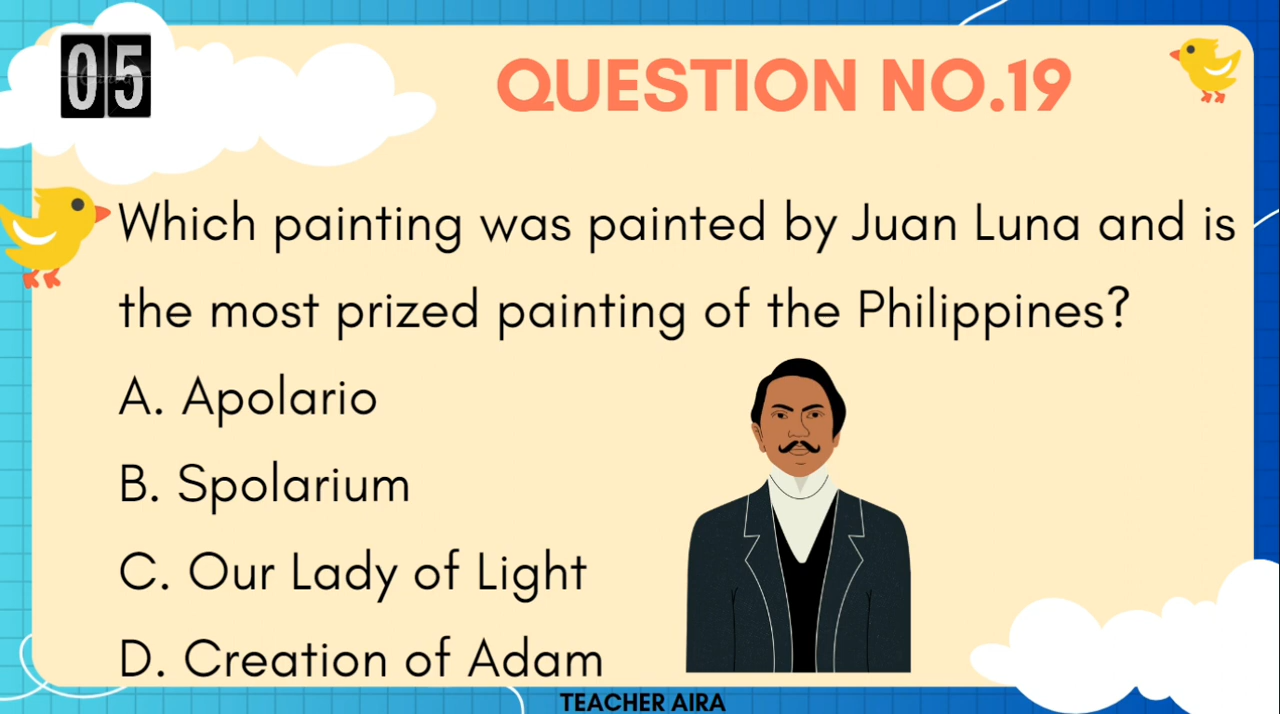 05
QUESTION NO.19
Which painting was painted by Juan Luna and is
the most prized painting of the Philippines?
A. Apolario
B. Spolarium
C. Our Lady of Light
D. Creation of Adam
TEACHER AIRA